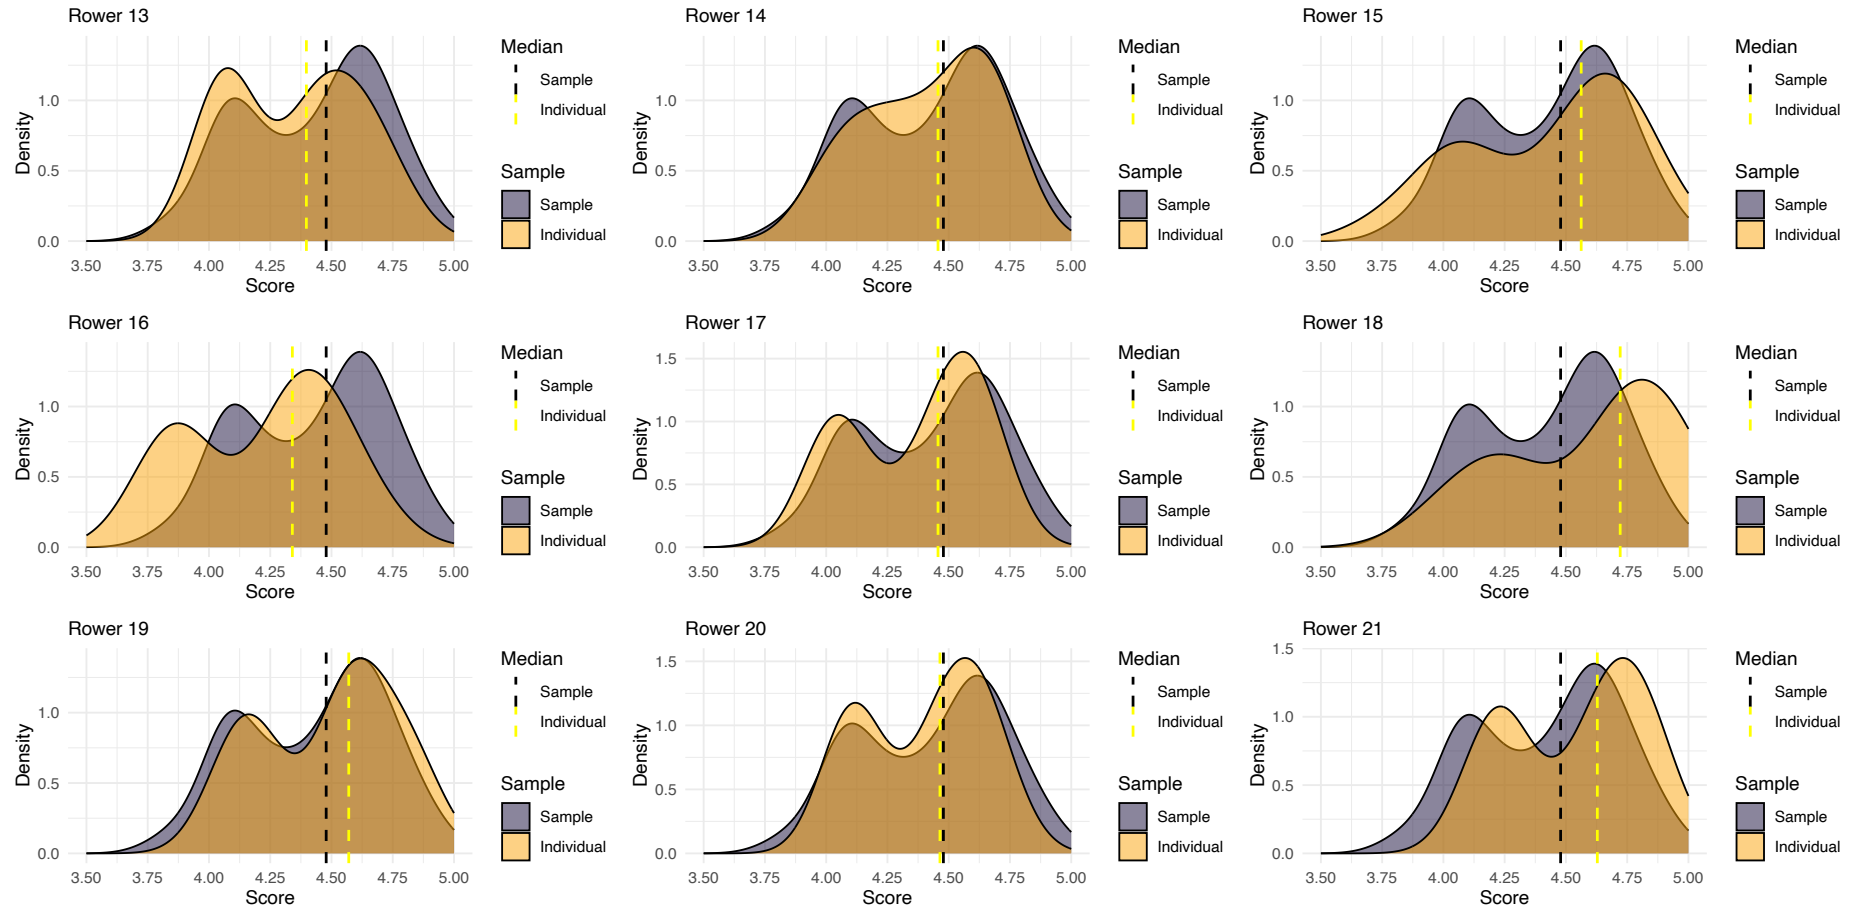 Rower 13
Density
1.0
0.5
0.0
3.50 3.75 4.00 4.25 4.50 4.75 5.00
Score
Median
Sample
Individual
Sample
Sample
Individual
Rower 14
Density
1.0
0.5
0.0
3.50 3.75 4.00 4.25 4.50 4.75 5.00
Score
Median
Sample
Individual
Sample
Sample
Individual
Rower 15
Density
1.0
0.5
0.0
3.50 3.75 4.00 4.25 4.50 4.75 5.00
Score
Median
Sample
Individual
Sample
Sample
Individual
Rower 16
Density
1.0
0.5
0.0
3.50 3.75 4.00 4.25 4.50 4.75 5.00
Score
Median
Sample
Individual
Sample
Sample
Individual
Rower 17
Density
1.5
1.0
0.5
0.0
3.50 3.75 4.00 4.25 4.50 4.75 5.00
Score
Median
Sample
Individual
Sample
Sample
Individual
Rower 18
Density
1.0
0.5
0.0
3.50 3.75 4.00 4.25 4.50 4.75 5.00
Score
Median
Sample
Individual
Sample
Sample
Individual
Rower 19
Density
1.0
0.5
0.0
3.50 3.75 4.00 4.25 4.50 4.75 5.00
Score
Median
Sample
Individual
Sample
Sample
Individual
Rower 20
Density
1.5
1.0
0.5
0.0
3.50 3.75 4.00 4.25 4.50 4.75 5.00
Score
Median
Sample
Individual
Sample
Sample
Individual
Rower 21
Density
1.5
1.0
0.5
0.0
3.50 3.75 4.00 4.25 4.50 4.75 5.00
Score
Median
Sample
Individual
Sample
Sample
Individual